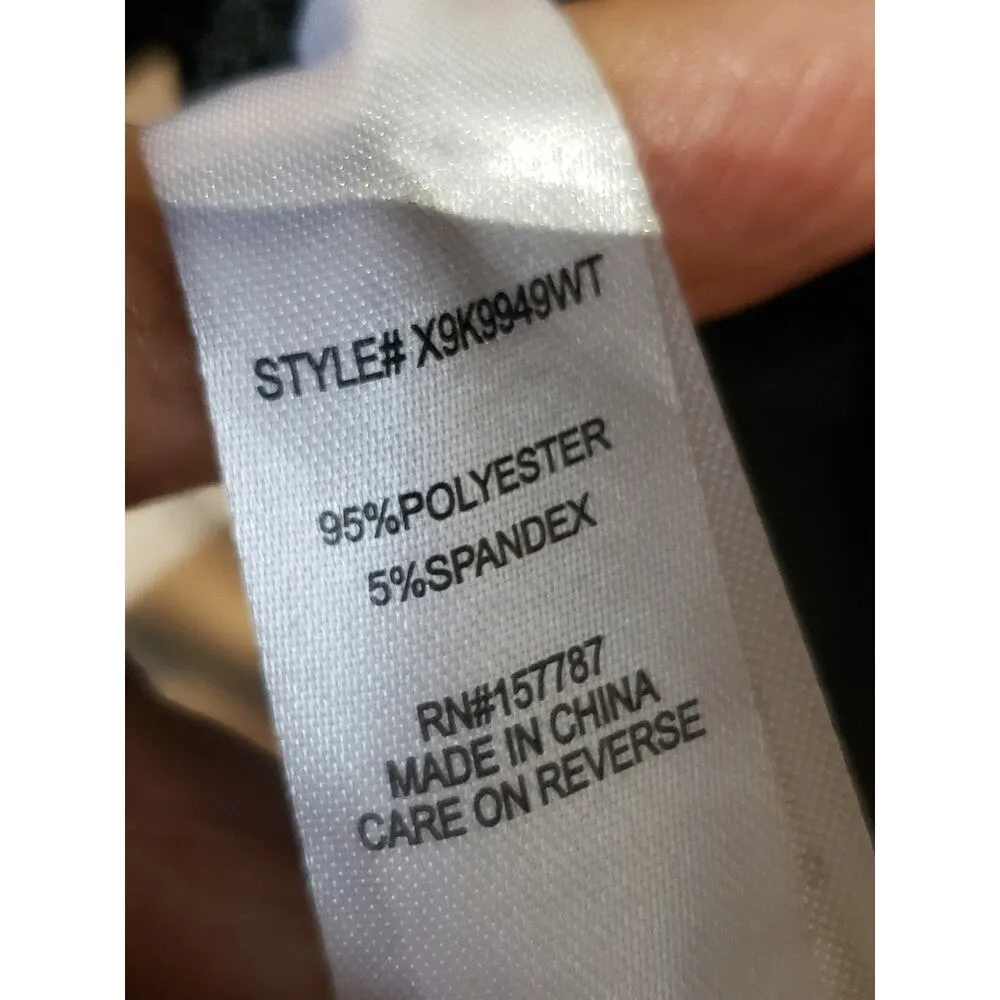 STYLE# X9K9949WT
95%POLYESTER
5%SPANDEX
RN#157787
MADE IN CHINA
CARE ON REVERSE